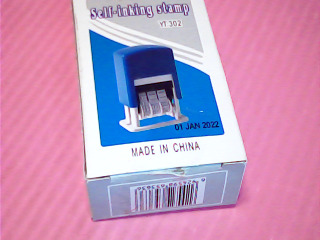 Self-inking stamp
YT 302
01 JAN 2022
MADE IN CHINA